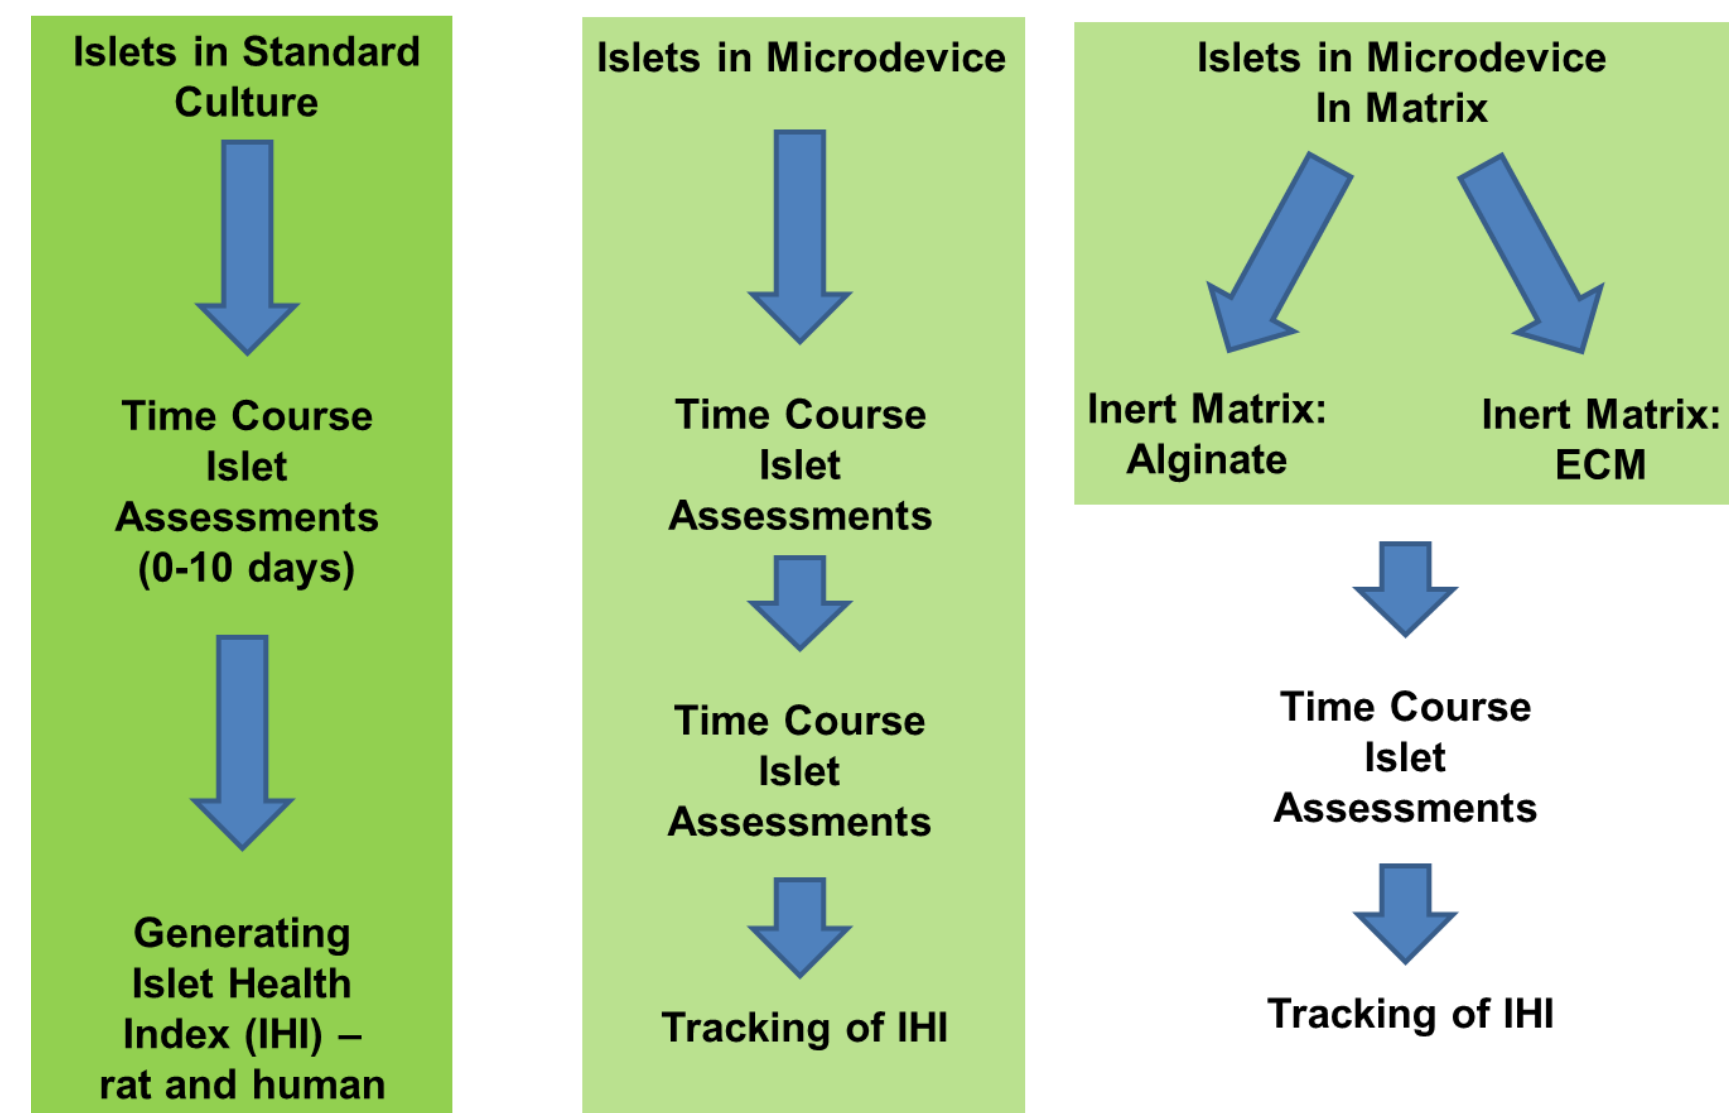 Islets in Standard
Culture
Time Course
Islet
Assessments
(0-10 days)
Generating
Islet Health
Index (IHI) –
rat and human
Islets in Microdevice
Time Course
Islet
Assessments
Time Course
Islet
Assessments
Tracking of IHI
Islets in Microdevice
In Matrix
Inert Matrix:
Alginate
Inert Matrix:
ECM
Time Course
Islet
Assessments
Tracking of IHI